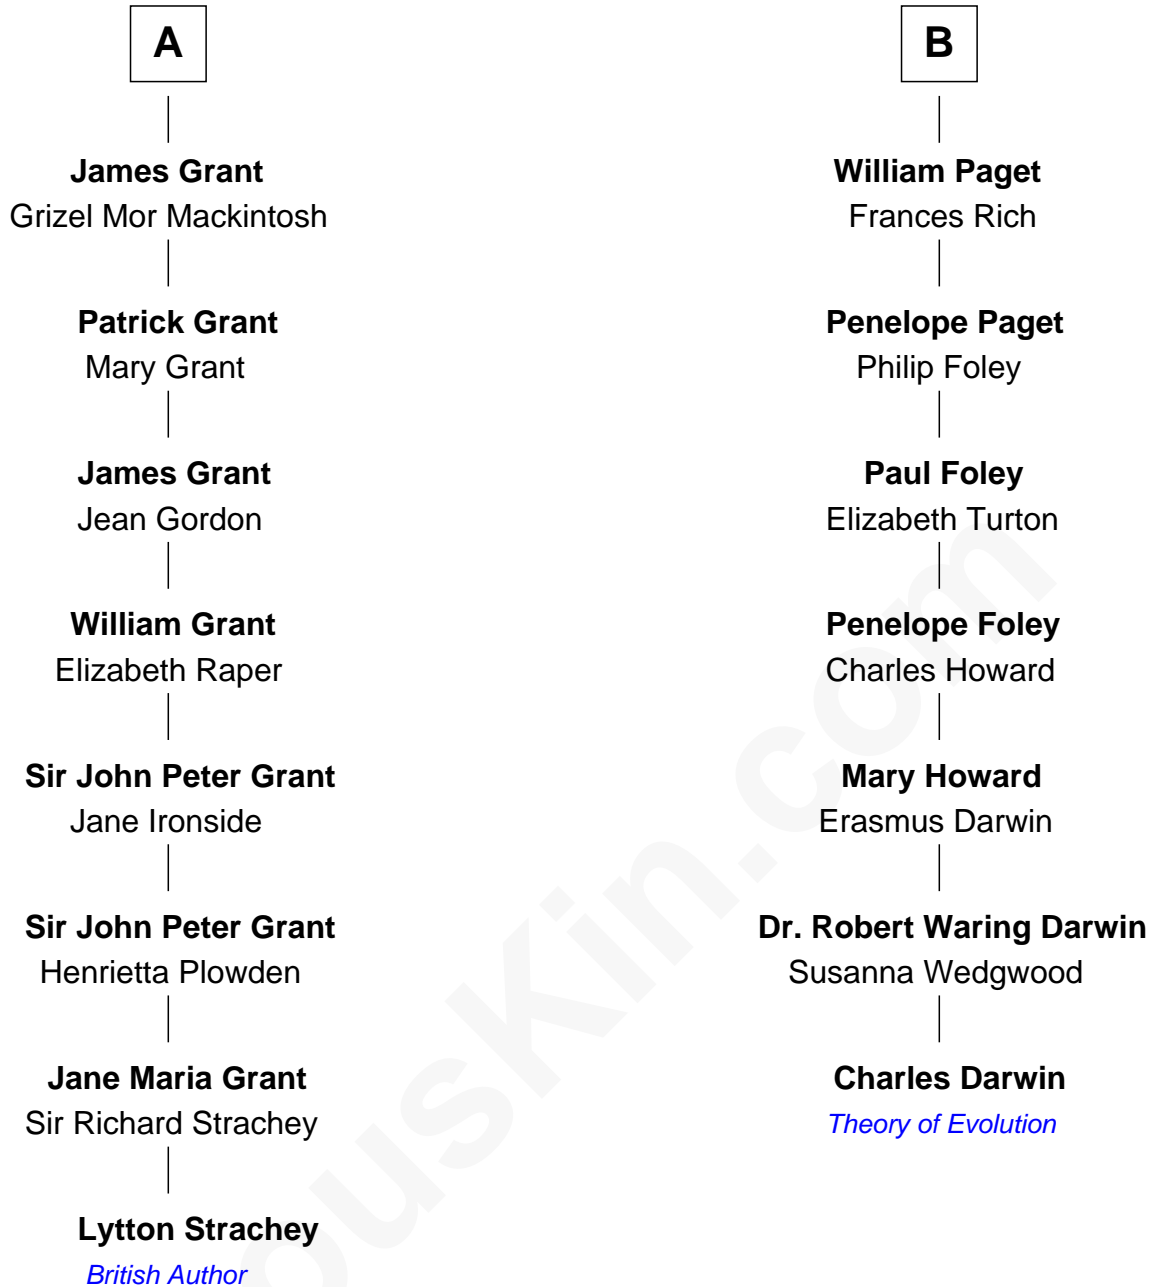 A
James Grant
Grizel Mor Mackintosh
Patrick Grant
Mary Grant
James Grant
Jean Gordon
William Grant
Elizabeth Raper
Sir John Peter Grant
Jane Ironside
Sir John Peter Grant
Henrietta Plowden
Jane Maria Grant
Sir Richard Strachey
Lytton Strachey
British Author
B
William Paget
Frances Rich
Penelope Paget
Philip Foley
Paul Foley
Elizabeth Turton
Penelope Foley
Charles Howard
Mary Howard
Erasmus Darwin
Dr. Robert Waring Darwin
Susanna Wedgwood
Charles Darwin
Theory of Evolution
ousKin.com